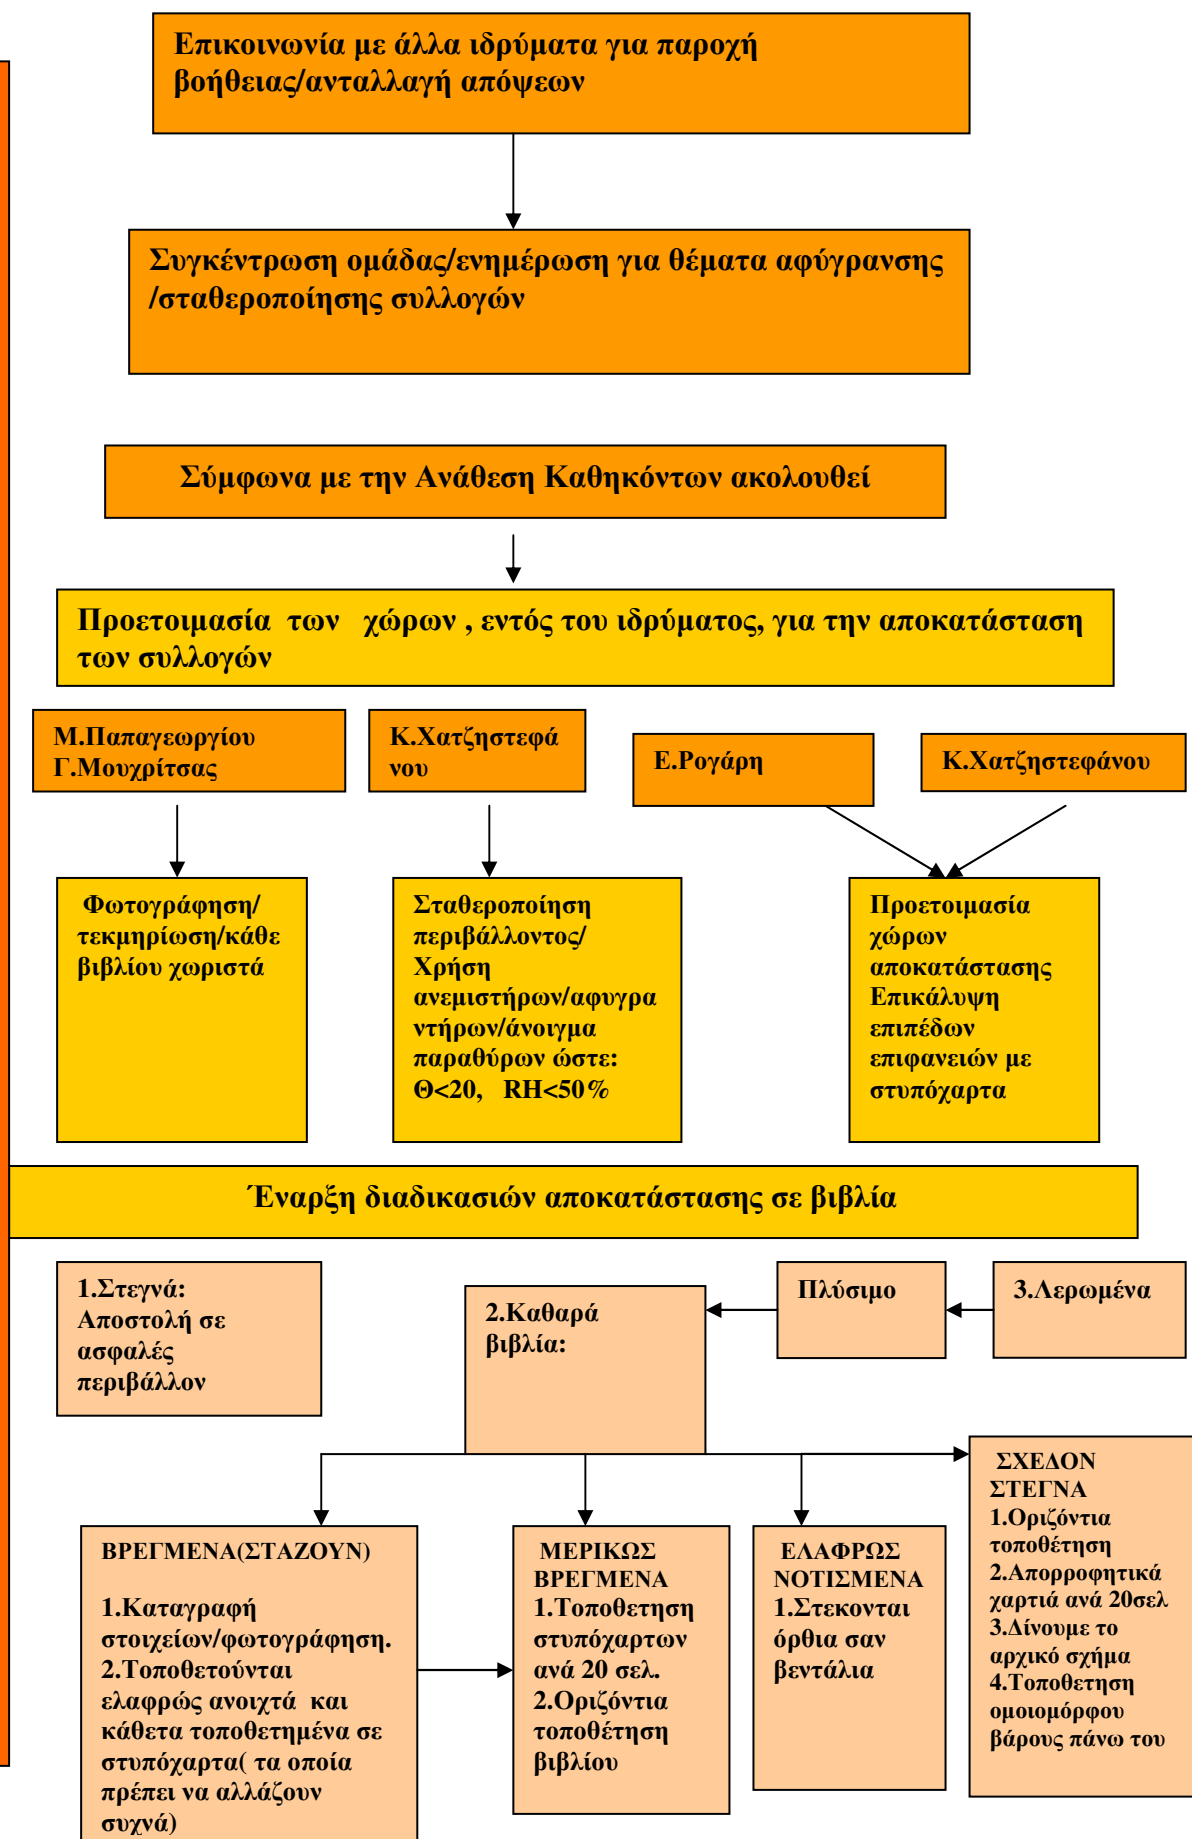 Επικοινωνία με άλλα ιδρύματα για παροχή
βοήθειας/ανταλλαγή απόψεων
Συγκέντρωση ομάδας/ενημέρωση για θέματα αφύγρανσης
/σταθεροποίησης συλλογών
Σύμφωνα με την Ανάθεση Καθηκόντων ακολουθεί
Προετοιμασία των χώρων , εντός του ιδρύματος, για την αποκατάσταση
των συλλογών
Μ.Παπαγεωργίου
Γ.Μουχρίτσας
Κ.Χατζηστεφά
νου
Ε.Ρογάρη
Κ.Χατζηστεφάνου
Φωτογράφηση/
τεκμηρίωση/κάθε
βιβλίου χωριστά
Σταθεροποίηση
περιβάλλοντος/
Χρήση
ανεμιστήρων/αφυγρα
ντήρων/άνοιγμα
παραθύρων ώστε:
Θ<20, RH<50%
Προετοιμασία
χώρων
αποκατάστασης
Επικάλυψη
επιπέδων
επιφανειών με
στυπόχαρτα
Έναρξη διαδικασιών αποκατάστασης σε βιβλία
1.Στεγνά:
Αποστολή σε
ασφαλές
περιβάλλον
2.Καθαρά
βιβλία:
Πλύσιμο
3.Λερωμένα
ΒΡΕΓΜΕΝΑ(ΣΤΑΖΟΥΝ)
1.Καταγραφή
στοιχείων/φωτογράφηση.
2.Τοποθετούνται
ελαφρώς ανοιχτά και
κάθετα τοποθετημένα σε
στυπόχαρτα( τα οποία
πρέπει να αλλάζουν
συχνά)
ΜΕΡΙΚΩΣ
ΒΡΕΓΜΕΝΑ
1.Τοποθετηση
στυπόχαρτων
ανά 20 σελ.
2.Οριζόντια
τοποθέτηση
βιβλίου
ΕΛΑΦΡΩΣ
ΝΟΤΙΣΜΕΝΑ
1.Στεκονται
όρθια σαν
βεντάλια
ΣΧΕΔΟΝ
ΣΤΕΓΝΑ
1.Οριζόντια
τοποθέτηση
2.Απορροφητικά
χαρτιά ανά 20σελ
3.Δίνουμε το
αρχικό σχήμα
4.Τοποθετηση
ομοιομόρφου
βάρους πάνω του